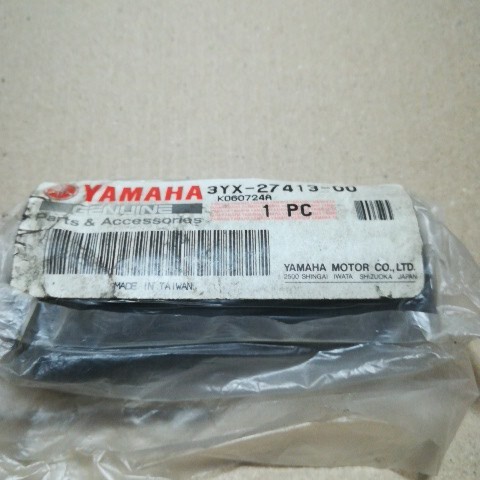 YAMAHA
GENUINE
Parts & Accessories
3YX-27413-00
K060724A
1 PC
MADE IN TAIWAN
YAMAHA MOTOR CO., LTD.
2500 SHINGAI IWATA SHIZUOKA JAPAN